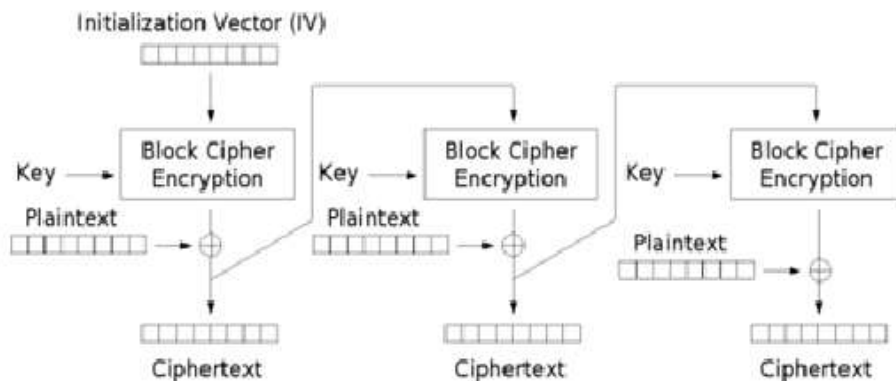 Initialization Vector (IV)
Key
Block Cipher
Encryption
Key
Block Cipher
Encryption
Key
Block Cipher
Encryption
Plaintext
Plaintext
Plaintext
Ciphertext
Ciphertext
Ciphertext